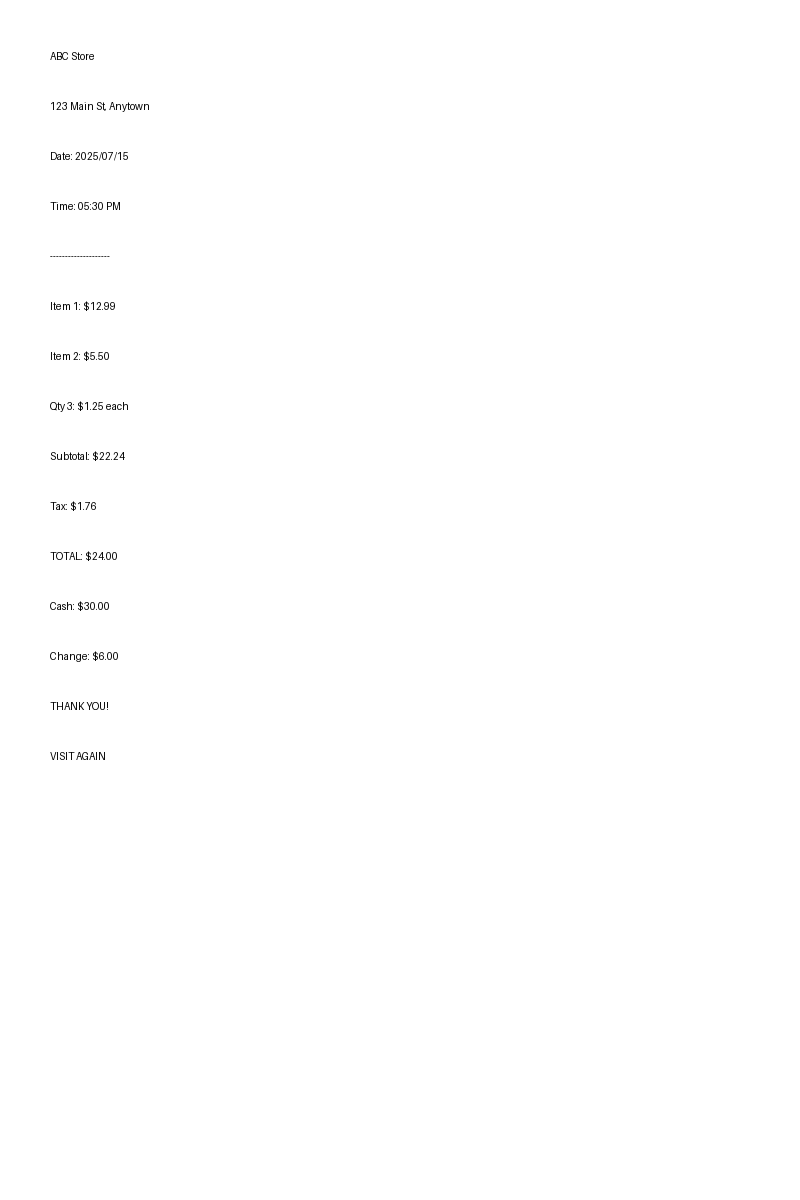 ABC Store
123 Main St, Anytown
Date: 2025/07/15
Time: 05:30 PM
--------------------
Item 1: $12.99
Item 2: $5.50
Qty 3: $1.25 each
Subtotal: $22.24
Tax: $1.76
TOTAL: $24.00
Cash: $30.00
Change: $6.00
THANK YOU!
VISIT AGAIN